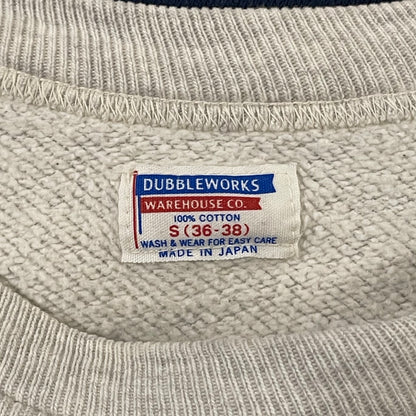 DUBBLEWORKS
WAREHOUSE CO.
100% COTTON
S (36-38)
WASH & WEAR FOR EASY CARE
MADE IN JAPAN